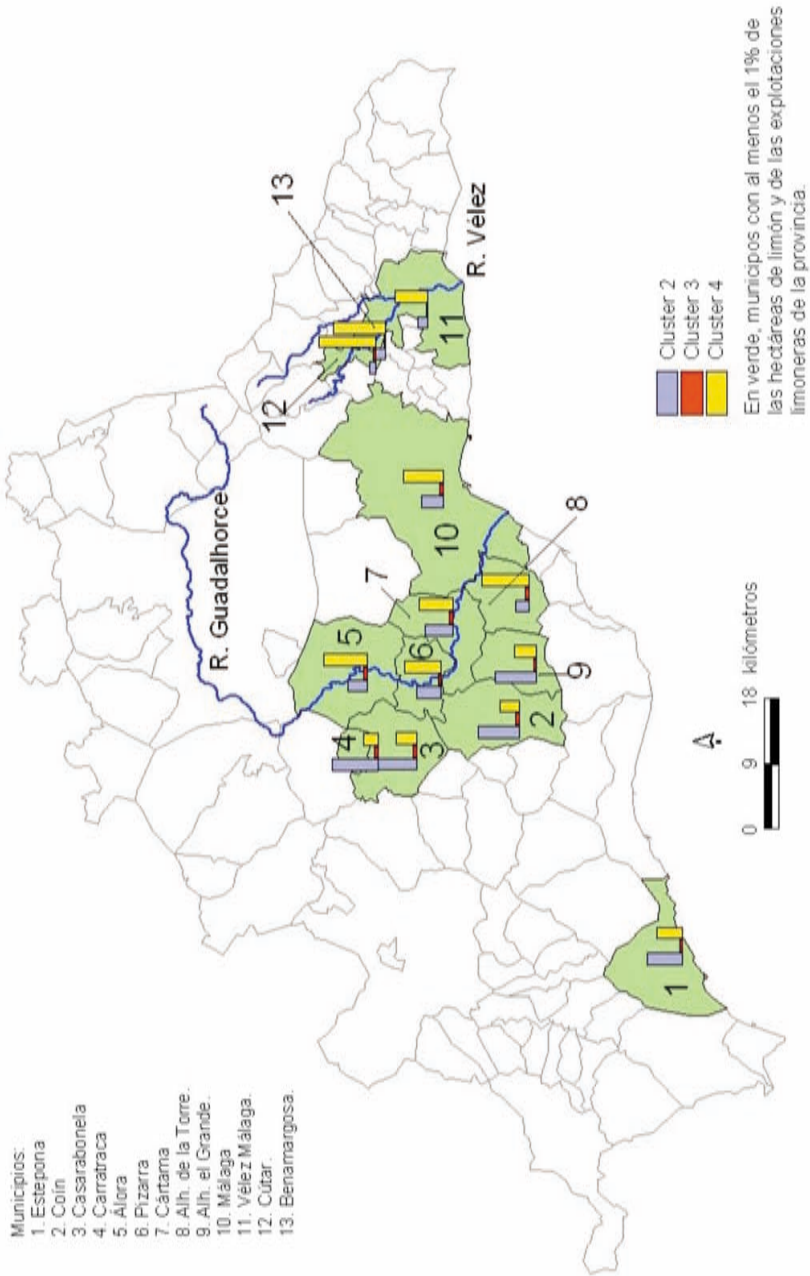 Municipios:
1. Estepona
2. Coín
3. Casarabonela
4. Carratraca
5. Álora
6. Pizarra
7. Cártama
8. Alh. de la Torre.
9. Alh. el Grande.
10. Málaga
11. Vélez Málaga.
12. Cútar.
13. Benamargosa.
R. Guadalhorce
12
13
R. Vélez
11
10
7
5
6
4
3
8
2
9
1
0 9 18 kilómetros
Cluster 2
Cluster 3
Cluster 4
En verde, municipos con al menos el 1% de
las hectáreas de limón y de las explotaciones
limoneras de la provincia.